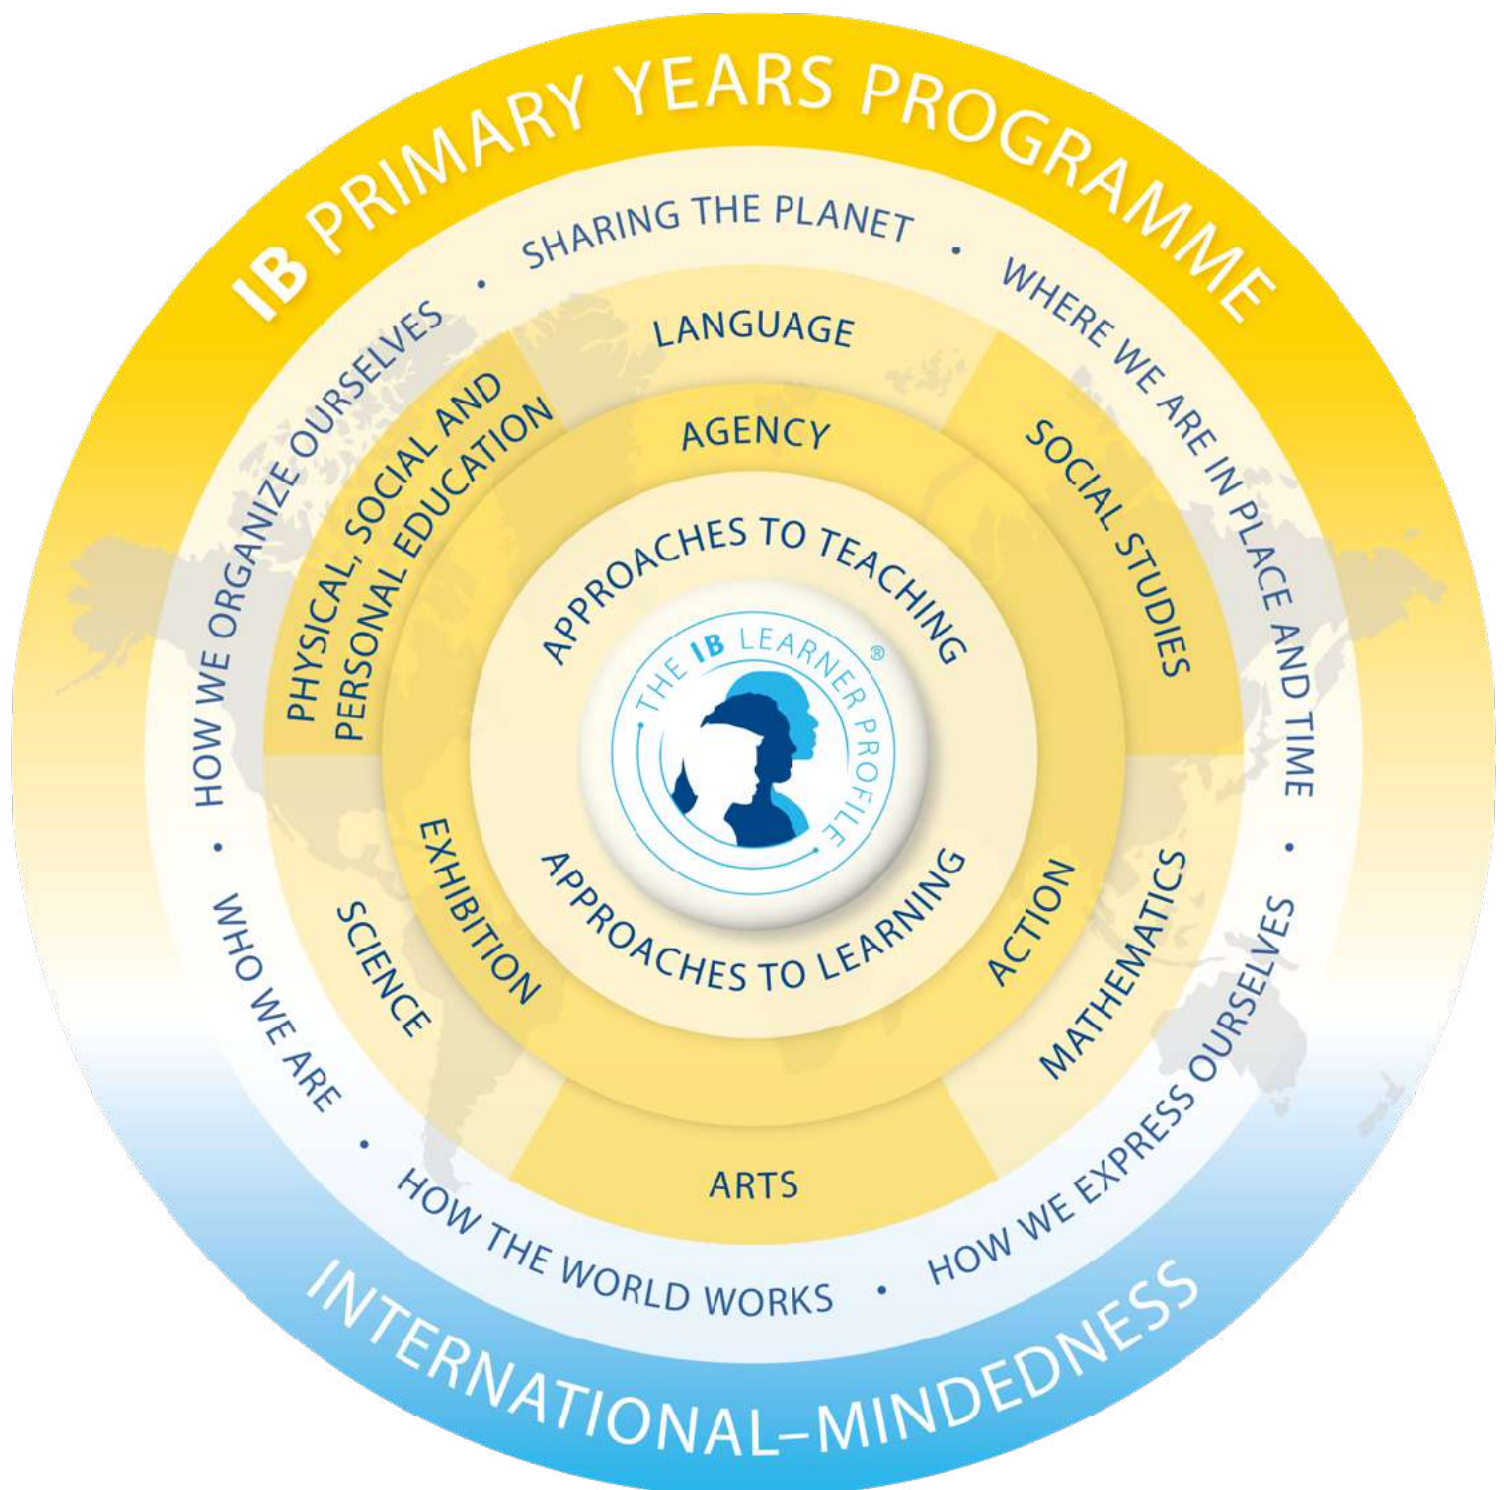 IB PRIMARY YEARS PROGRAMME
SHARING THE PLANET
•
WHERE WE ARE IN PLACE AND TIME
•
HOW WE EXPRESS OURSELVES
•
HOW THE WORLD WORKS
•
WHO WE ARE
•
HOW WE ORGANIZE OURSELVES
•
LANGUAGE
SOCIAL STUDIES
MATHEMATICS
ARTS
SCIENCE
PHYSICAL, SOCIAL AND
PERSONAL EDUCATION
AGENCY
ACTION
EXHIBITION
APPROACHES TO TEACHING
THE IB LEARNER PROFILE ®
APPROACHES TO LEARNING
INTERNATIONAL–MINDEDNESS